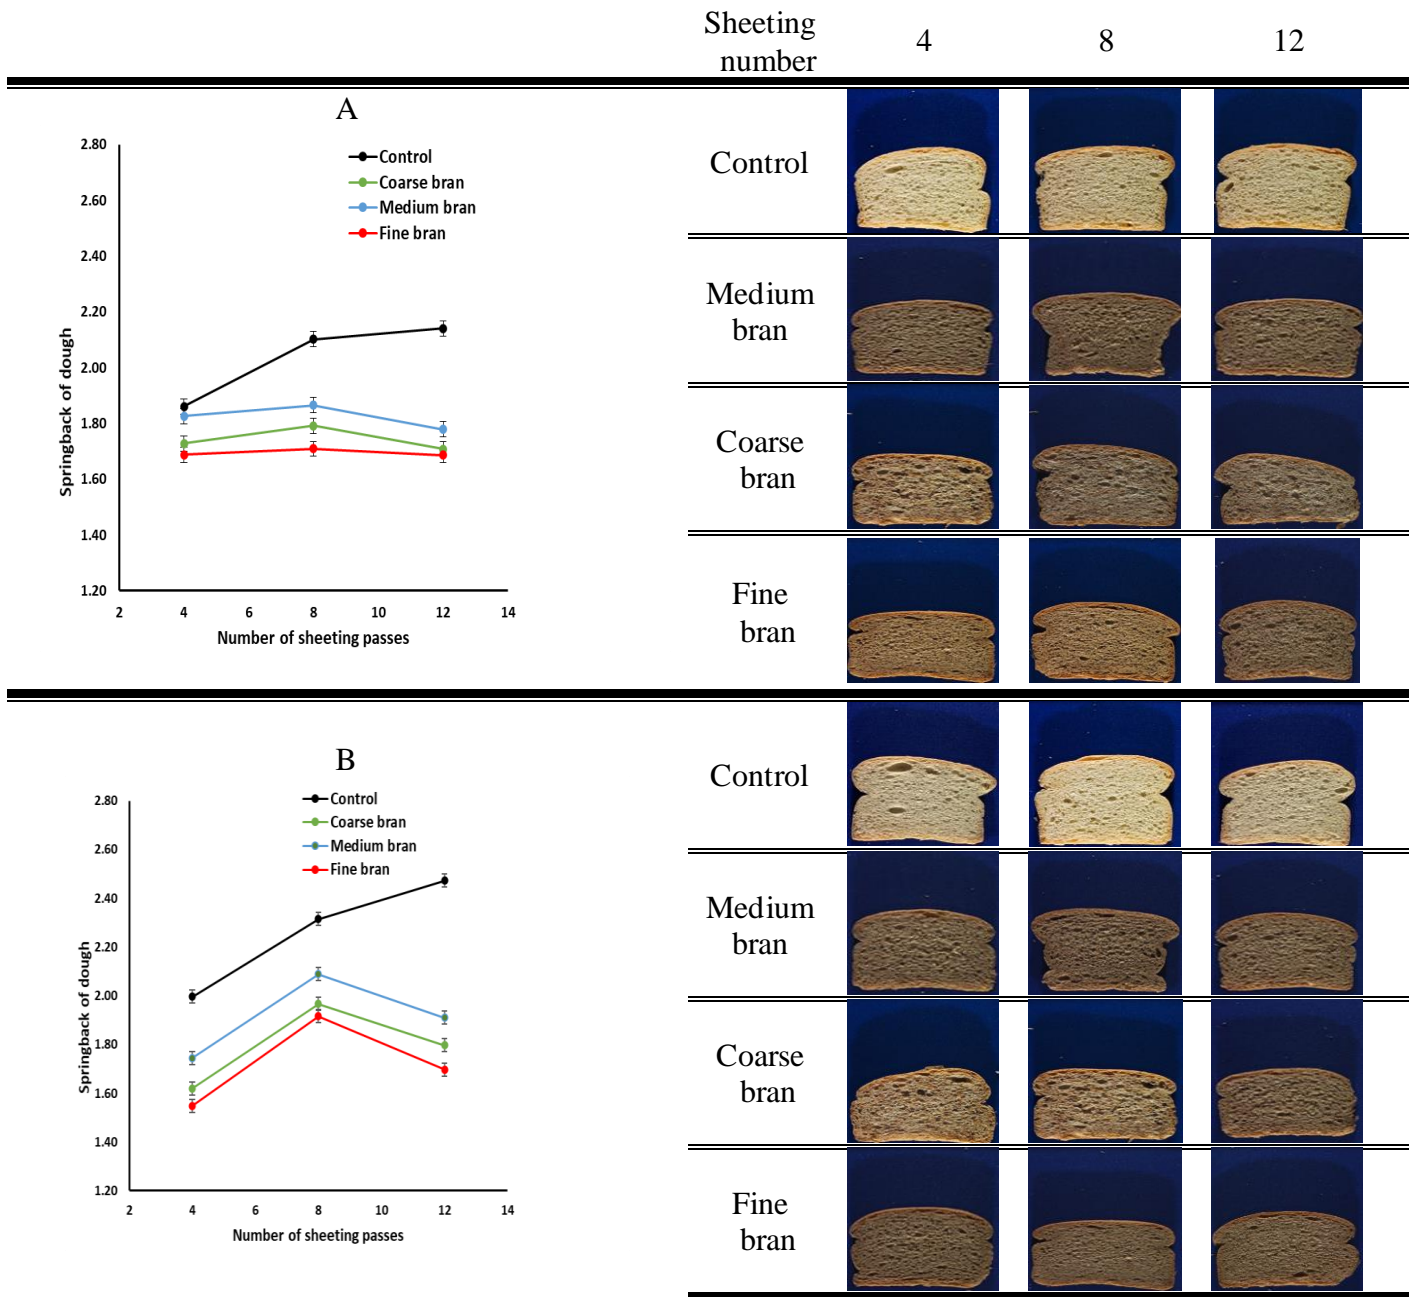 Sheeting number 4 8 12
A
2.80
2.60
2.40
2.20
2.00
1.80
1.60
1.40
1.20
2 4 6 8 10 12 14
Springback of dough
Number of sheeting passes
Control
Coarse bran
Medium bran
Fine bran
Control
Medium
bran
Coarse
bran
Fine
bran
B
2.80
2.60
2.40
2.20
2.00
1.80
1.60
1.40
1.20
2 4 6 8 10 12 14
Springback of dough
Number of sheeting passes
Control
Coarse bran
Medium bran
Fine bran
Control
Medium
bran
Coarse
bran
Fine
bran